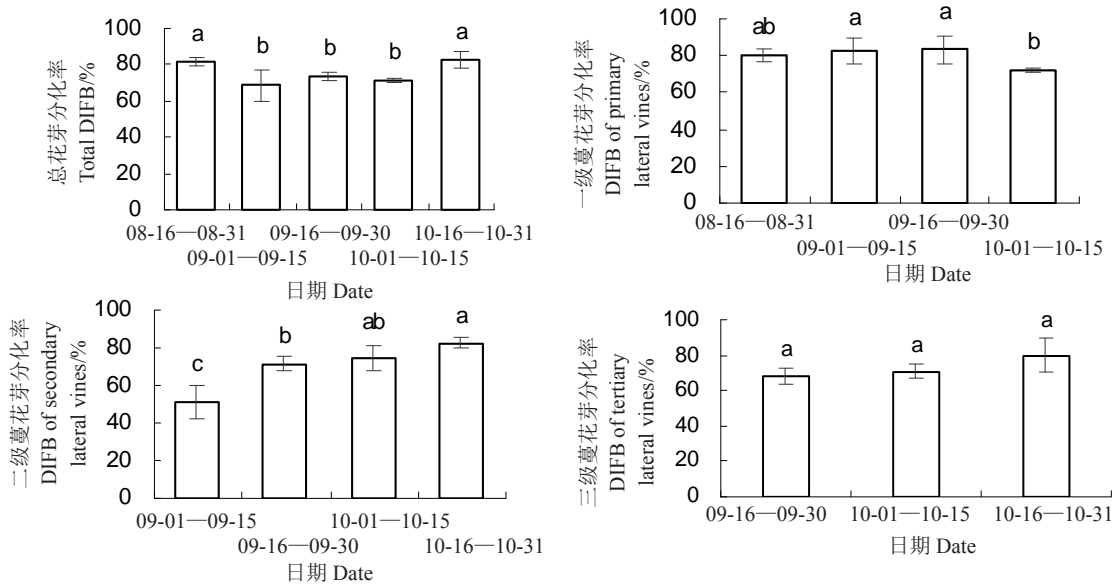 总花芽分化率
Total DIFB/%
100
80
60
40
20
0
a
b
b
b
a
08-16—08-31
09-16—09-30
10-16—10-31
09-01—09-15
10-01—10-15
日期 Date
一级蔓花芽分化率
DIFB of primary
lateral vines/%
100
80
60
40
20
0
ab
a
a
b
08-16—08-31
09-16—09-30
09-01—09-15
10-01—10-15
日期 Date
二级蔓花芽分化率
DIFB of secondary
lateral vines/%
100
80
60
40
20
0
c
b
ab
a
09-01—09-15
10-01—10-15
09-16—09-30
10-16—10-31
日期 Date
三级蔓花芽分化率
DIFB of tertiary
lateral vines/%
100
80
60
40
20
0
a
a
a
09-16—09-30
10-01—10-15
10-16—10-31
日期 Date